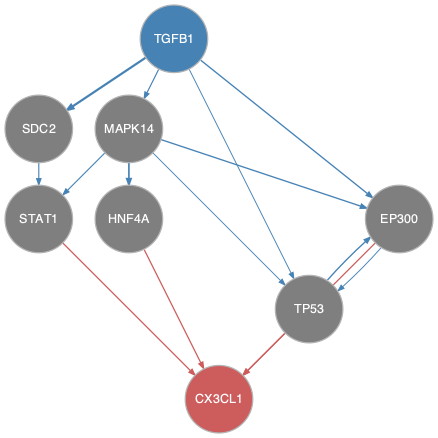 TGFB1
SDC2
MAPK14
STAT1
HNF4A
EP300
TP53
CX3CL1